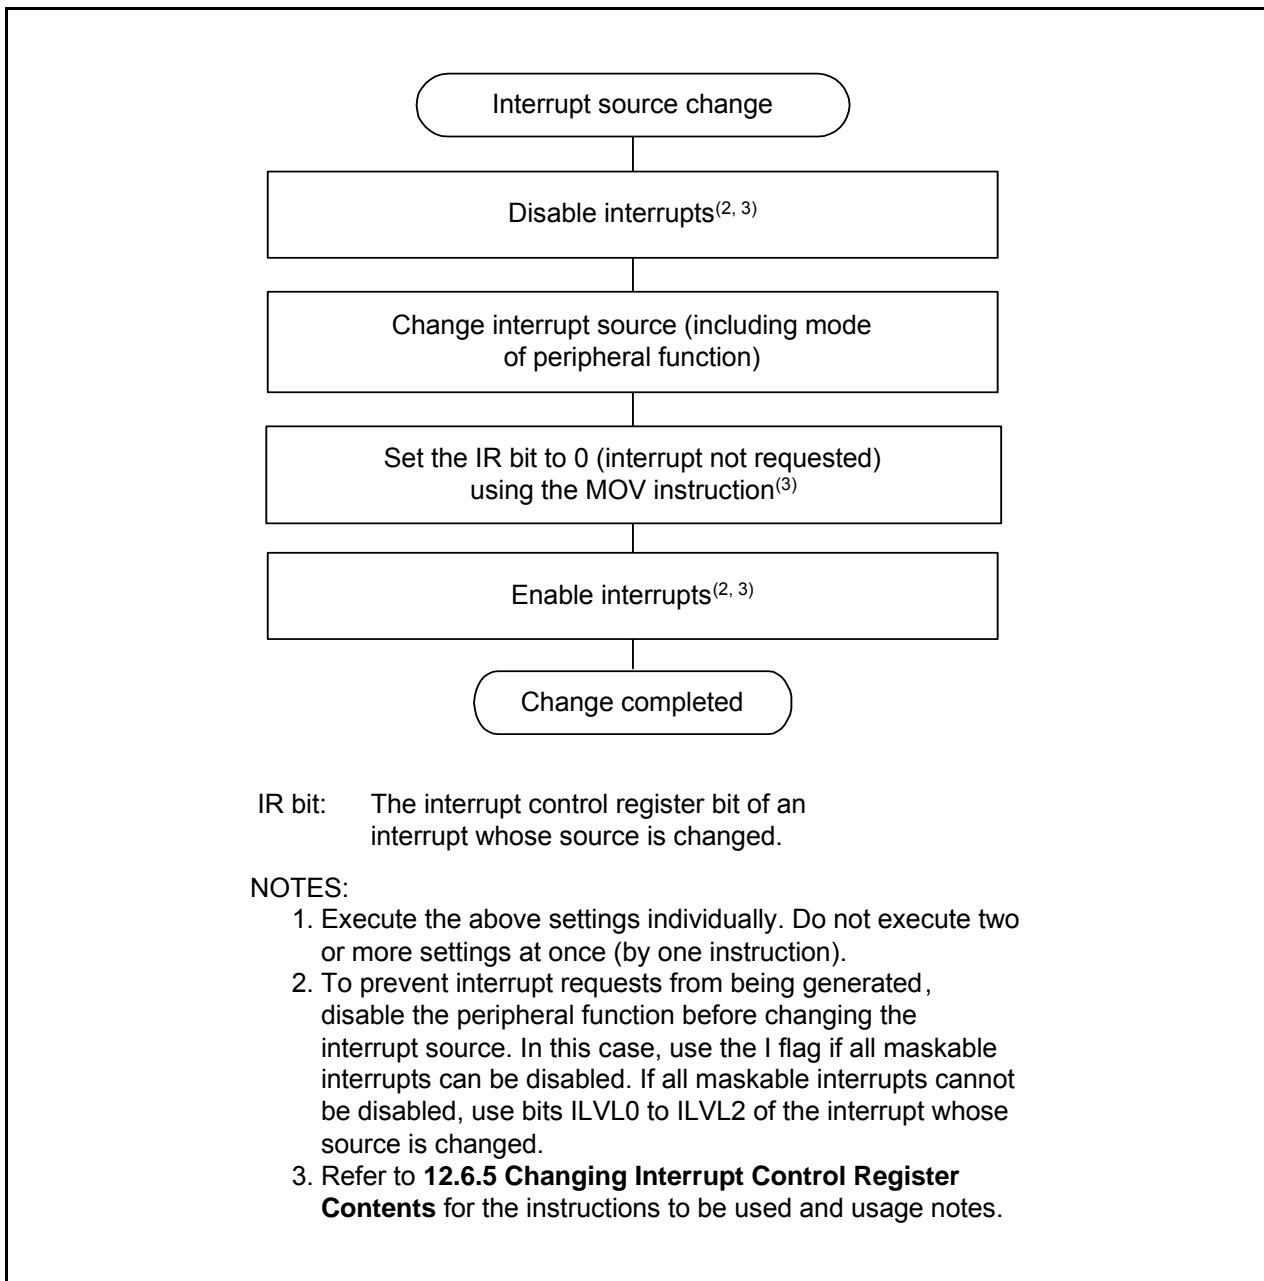 Interrupt source change
Disable interrupts(2, 3)
Change interrupt source (including mode
of peripheral function)
Set the IR bit to 0 (interrupt not requested)
using the MOV instruction(3)
Enable interrupts(2, 3)
Change completed
IR bit: The interrupt control register bit of an
interrupt whose source is changed.
NOTES:
1. Execute the above settings individually. Do not execute two
or more settings at once (by one instruction).
2. To prevent interrupt requests from being generated,
disable the peripheral function before changing the
interrupt source. In this case, use the I flag if all maskable
interrupts can be disabled. If all maskable interrupts cannot
be disabled, use bits ILVL0 to ILVL2 of the interrupt whose
source is changed.
3. Refer to 12.6.5 Changing Interrupt Control Register
Contents for the instructions to be used and usage notes.